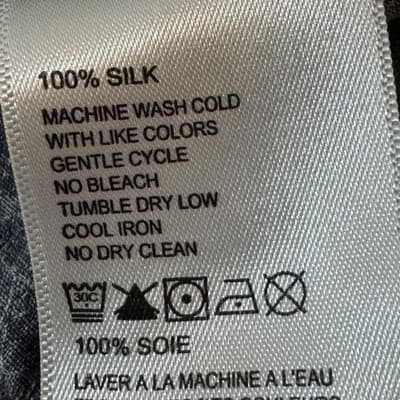 100% SILK
MACHINE WASH COLD
WITH LIKE COLORS
GENTLE CYCLE
NO BLEACH
TUMBLE DRY LOW
COOL IRON
NO DRY CLEAN
30C
100% SOIE
LAVER A LA MACHINE A L'EAU